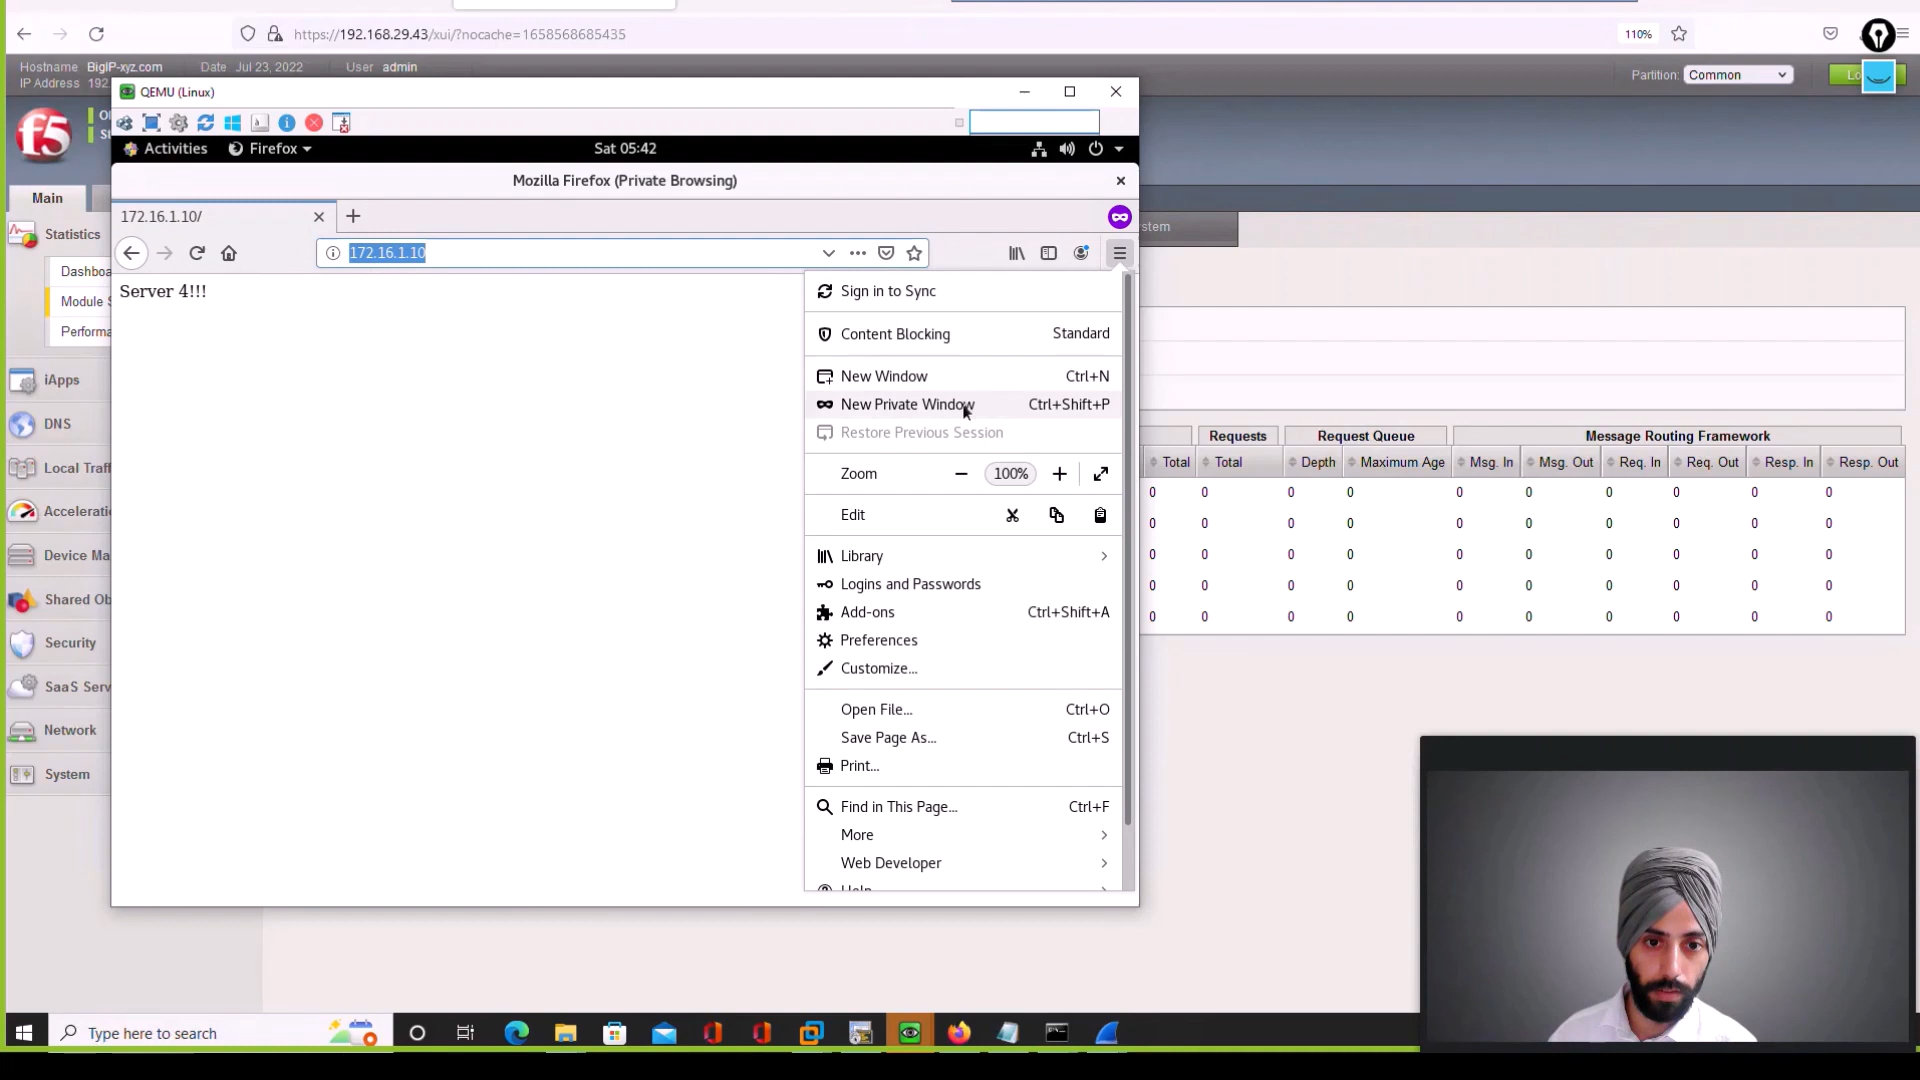 https://192.168.29.43/xui/?nocache=1658568685435
110%
Hostname BigIP-xyz.com Date Jul 23, 2022 User admin
IP Address 192.
Partition: Common
Lo
f5
Main
Statistics
Dashboa
Module S
Performa
iApps
DNS
Local Traff
Accelerati
Device Ma
Shared Ob
Security
SaaS Serv
Network
System
QEMU (Linux)
Activities Firefox Sat 05:42
Mozilla Firefox (Private Browsing)
172.16.1.10/
172.16.1.10
Server 4!!!
Sign in to Sync
Content Blocking Standard
New Window Ctrl+N
New Private Window Ctrl+Shift+P
Restore Previous Session
Zoom 100%
Edit
Library
Logins and Passwords
Add-ons Ctrl+Shift+A
Preferences
Customize...
Open File... Ctrl+O
Save Page As... Ctrl+S
Print...
Find in This Page... Ctrl+F
More
Web Developer
Help
stem
Requests Request Queue Message Routing Framework
Total Total Depth Maximum Age Msg. In Msg. Out Req. In Req. Out Resp. In Resp. Out
0 0 0 0 0 0 0 0 0 0
0 0 0 0 0 0 0 0 0 0
0 0 0 0 0 0 0 0 0 0
0 0 0 0 0 0 0 0 0 0
0 0 0 0 0 0 0 0 0 0
Type here to search